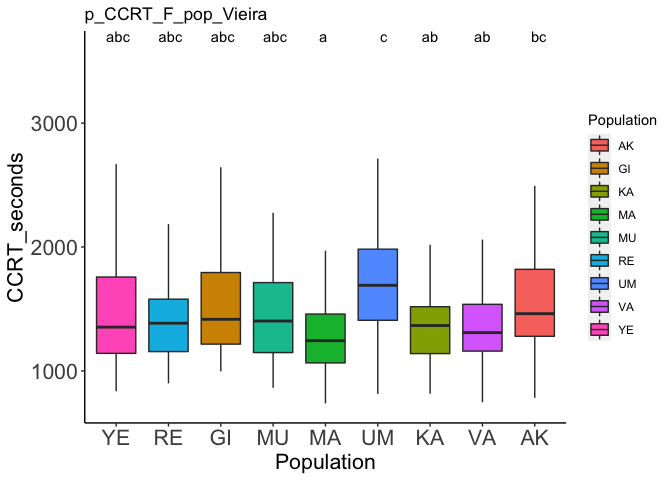 p_CCRT_F_pop_Vieira
abc abc abc abc a c ab ab bc
CCRT_seconds
3000
2000
1000
YE RE GI MU MA UM KA VA AK
Population
Population
AK
GI
KA
MA
MU
RE
UM
VA
YE